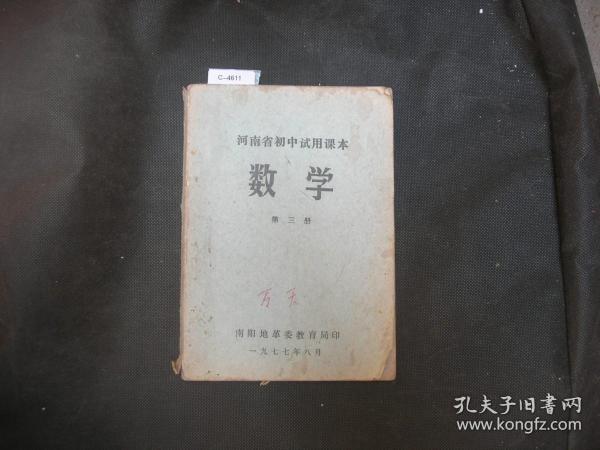 C-4611
河南省初中试用课本
数学
第三册
南阳地革委教育局印
一九七七年八月
孔夫子旧书网
www.kongfz.com